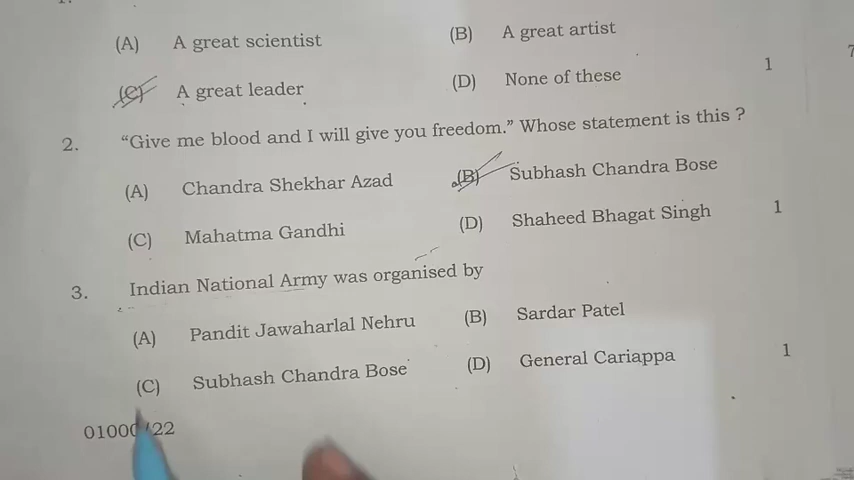 (A) A great scientist (B) A great artist
(C) A great leader (D) None of these 1
2. “Give me blood and I will give you freedom.” Whose statement is this ?
(A) Chandra Shekhar Azad (B) Subhash Chandra Bose
(C) Mahatma Gandhi (D) Shaheed Bhagat Singh 1
3. Indian National Army was organised by
(A) Pandit Jawaharlal Nehru (B) Sardar Patel
(C) Subhash Chandra Bose (D) General Cariappa 1